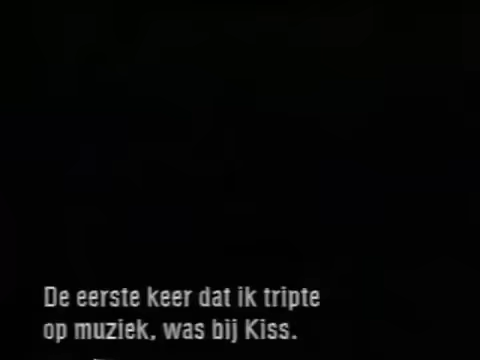 De eerste keer dat ik tripte
op muziek, was bij Kiss.